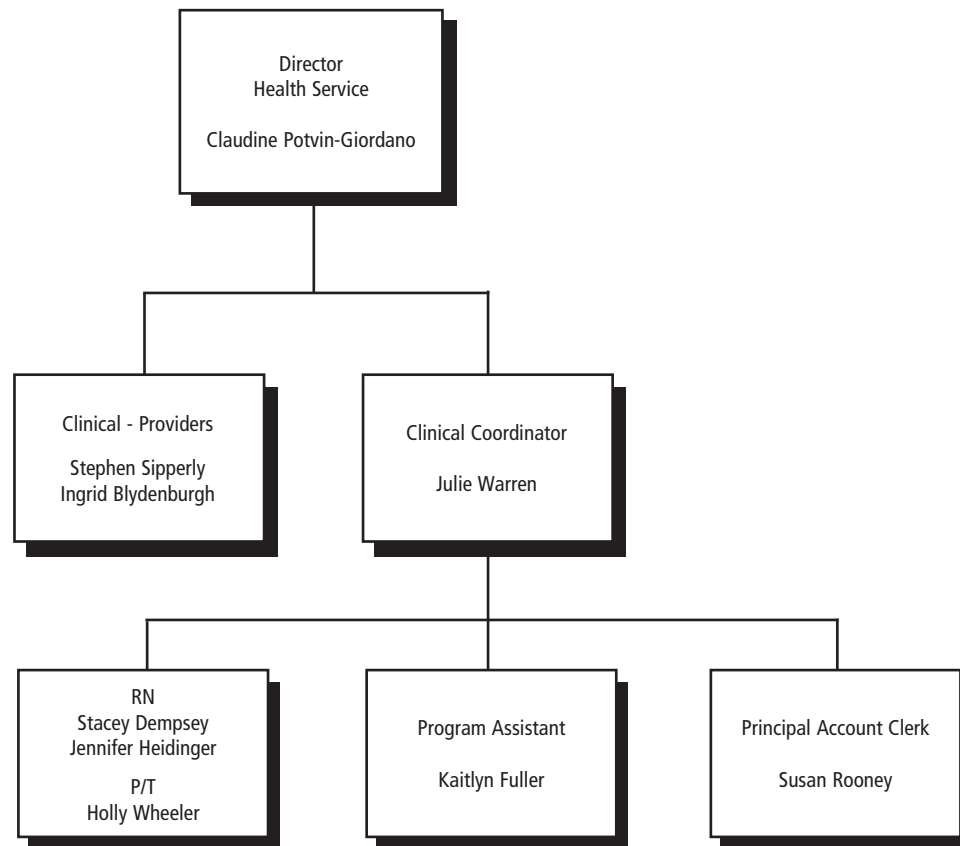 Director
Health Service
Claudine Potvin-Giordano
Clinical - Providers
Stephen Sipperly
Ingrid Blydenburgh
Clinical Coordinator
Julie Warren
RN
Stacey Dempsey
Jennifer Heidinger
P/T
Holly Wheeler
Program Assistant
Kaitlyn Fuller
Principal Account Clerk
Susan Rooney